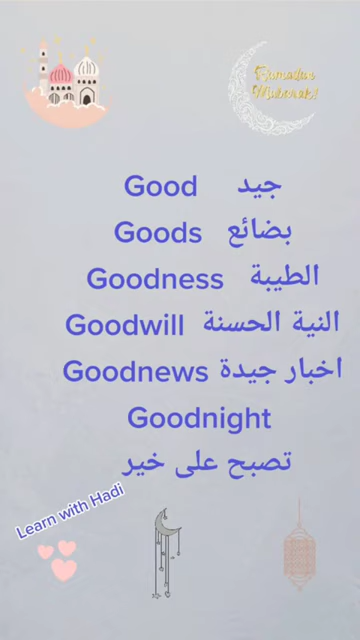 Ramadan
Mubarak!
Good جيد
Goods بضائع
Goodness الطيبة
Goodwill النية الحسنة
Goodnews اخبار جيدة
Goodnight
تصبح على خير
Learn with Hadi